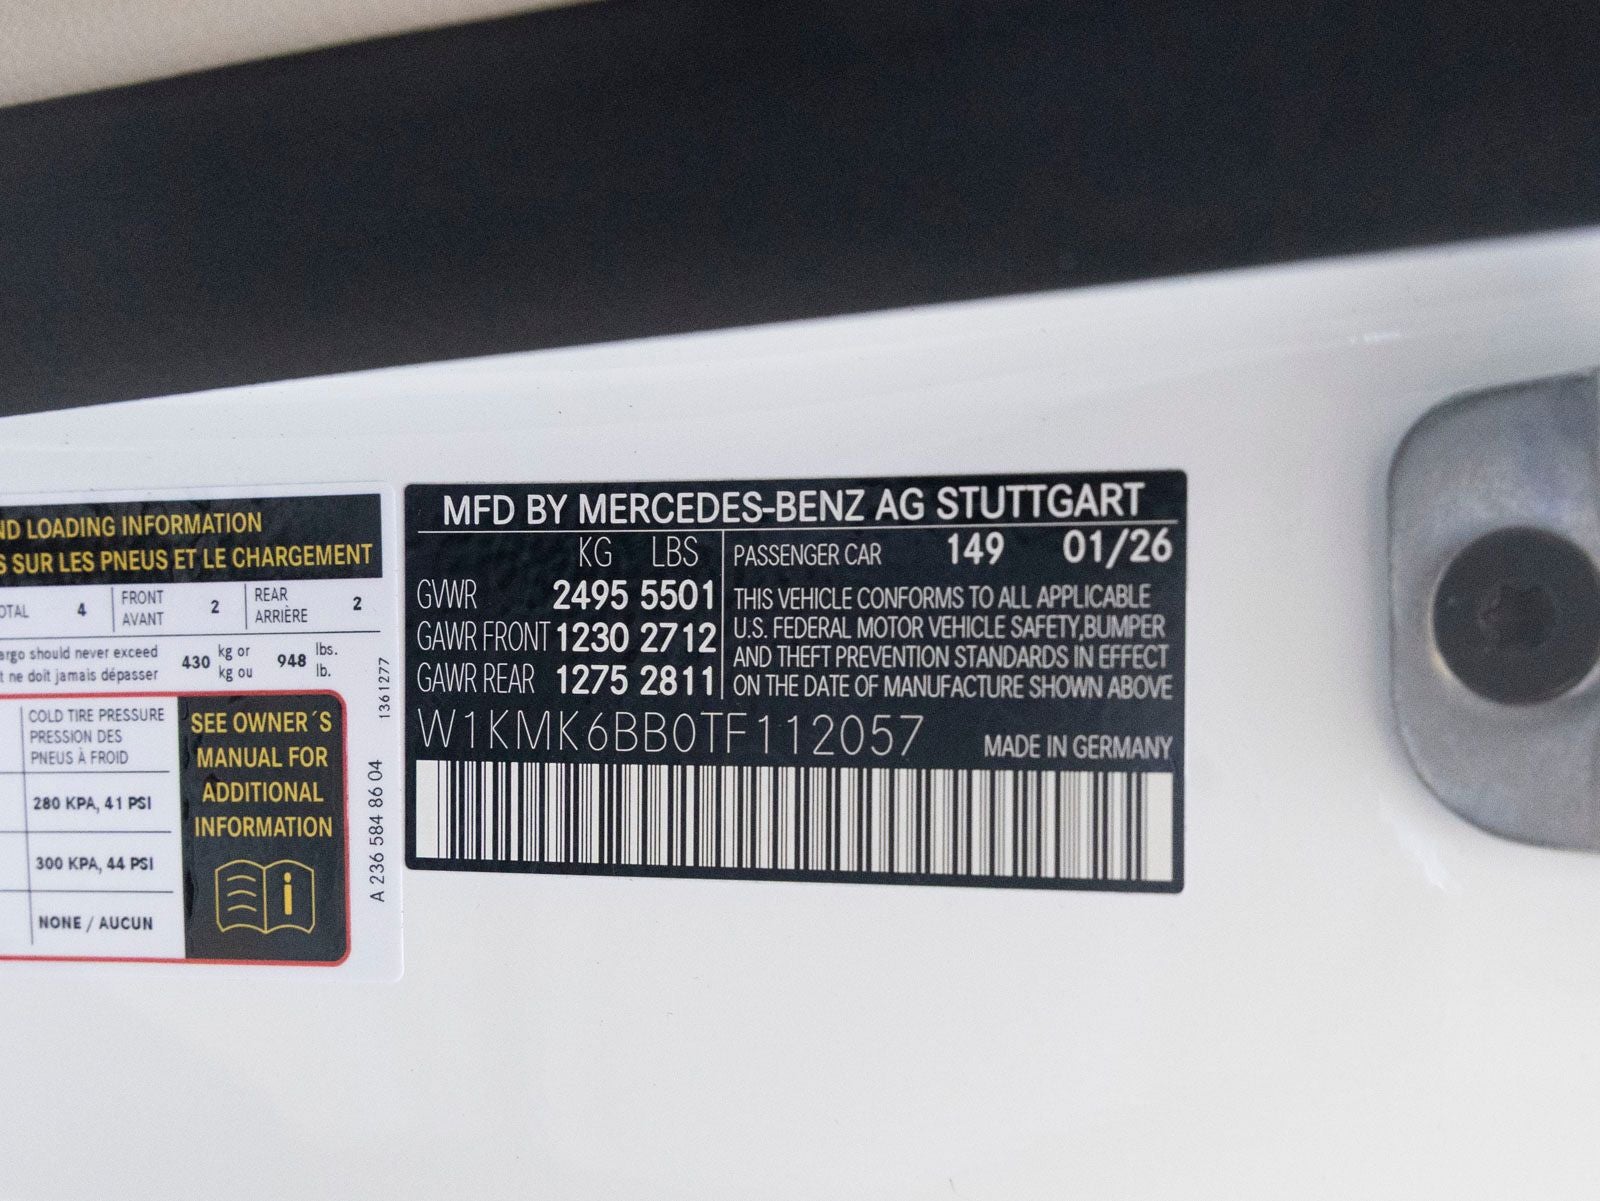 ND LOADING INFORMATION
S SUR LES PNEUS ET LE CHARGEMENT
OTAL 4 FRONT AVANT 2 REAR ARRIÈRE 2
argo should never exceed 430 kg or 948 lbs.
t ne doit jamais dépasser kg ou lb.
COLD TIRE PRESSURE
PRESSION DES
PNEUS À FROID
280 KPA, 41 PSI
300 KPA, 44 PSI
NONE / AUCUN
SEE OWNER´S
MANUAL FOR
ADDITIONAL
INFORMATION
i
1361277
A 236 584 86 04
MFD BY MERCEDES-BENZ AG STUTTGART
KG LBS
GVWR 2495 5501
GAWR FRONT 1230 2712
GAWR REAR 1275 2811
PASSENGER CAR 149 01/26
THIS VEHICLE CONFORMS TO ALL APPLICABLE
U.S. FEDERAL MOTOR VEHICLE SAFETY,BUMPER
AND THEFT PREVENTION STANDARDS IN EFFECT
ON THE DATE OF MANUFACTURE SHOWN ABOVE
W1KMK6BB0TF112057
MADE IN GERMANY